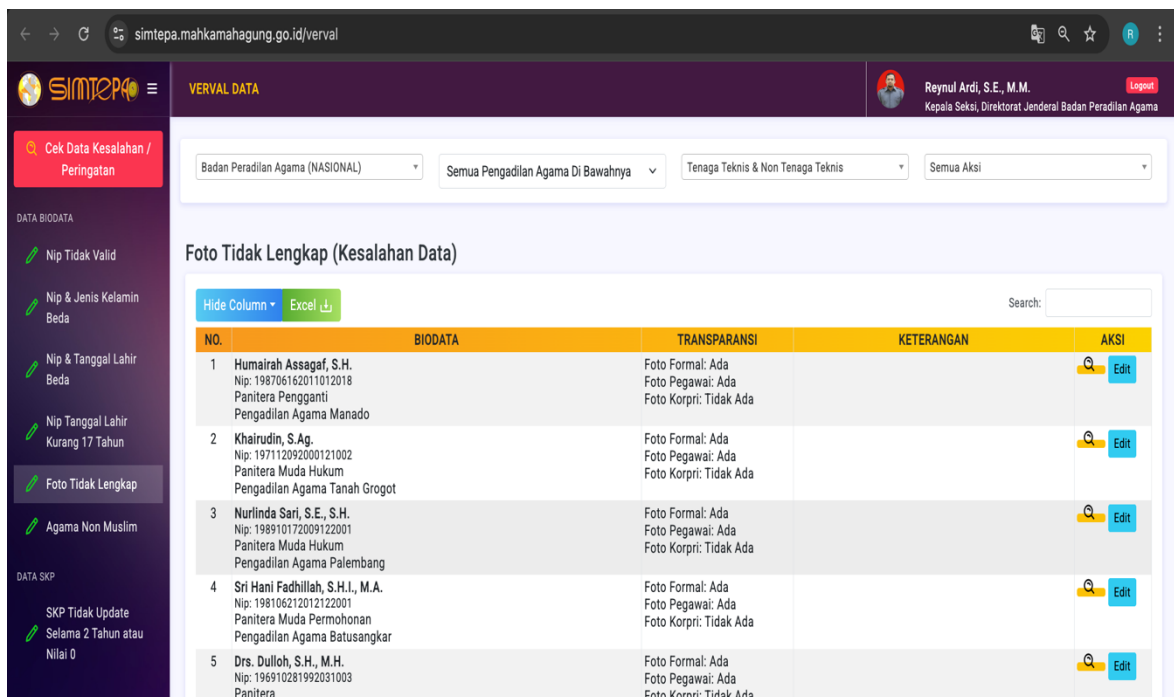 simtepa.mahkamahagung.go.id/verval
R
SIMTEPA
VERVAL DATA
Reynul Ardi, S.E., M.M.
Logout
Kepala Seksi, Direktorat Jenderal Badan Peradilan Agama
Cek Data Kesalahan /
Peringatan
DATA BIODATA
Nip Tidak Valid
Nip & Jenis Kelamin
Beda
Nip & Tanggal Lahir
Beda
Nip Tanggal Lahir
Kurang 17 Tahun
Foto Tidak Lengkap
Agama Non Muslim
DATA SKP
SKP Tidak Update
Selama 2 Tahun atau
Nilai 0
Badan Peradilan Agama (NASIONAL)
Semua Pengadilan Agama Di Bawahnya
Tenaga Teknis & Non Tenaga Teknis
Semua Aksi
Foto Tidak Lengkap (Kesalahan Data)
Hide Column
Excel
Search:
NO. BIODATA TRANSPARANSI KETERANGAN AKSI
1 Humairah Assagaf, S.H. Foto Formal: Ada Edit
Nip: 198706162011012018 Foto Pegawai: Ada
Panitera Pengganti Foto Korpri: Tidak Ada
Pengadilan Agama Manado
2 Khairudin, S.Ag. Foto Formal: Ada Edit
Nip: 197112092000121002 Foto Pegawai: Ada
Panitera Muda Hukum Foto Korpri: Tidak Ada
Pengadilan Agama Tanah Grogot
3 Nurlinda Sari, S.E., S.H. Foto Formal: Ada Edit
Nip: 198910172009122001 Foto Pegawai: Ada
Panitera Muda Hukum Foto Korpri: Tidak Ada
Pengadilan Agama Palembang
4 Sri Hani Fadhillah, S.H.I., M.A. Foto Formal: Ada Edit
Nip: 198106212012122001 Foto Pegawai: Ada
Panitera Muda Permohonan Foto Korpri: Tidak Ada
Pengadilan Agama Batusangkar
5 Drs. Dulloh, S.H., M.H. Foto Formal: Ada Edit
Nip: 196910281992031003 Foto Pegawai: Ada
Panitera Foto Korpri: Tidak Ada